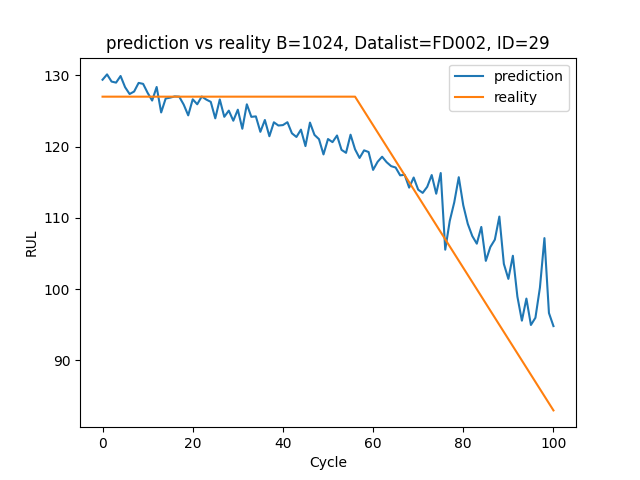 prediction vs reality B=1024, Datalist=FD002, ID=29
prediction
reality
130
120
110
100
90
RUL
0 20 40 60 80 100
Cycle